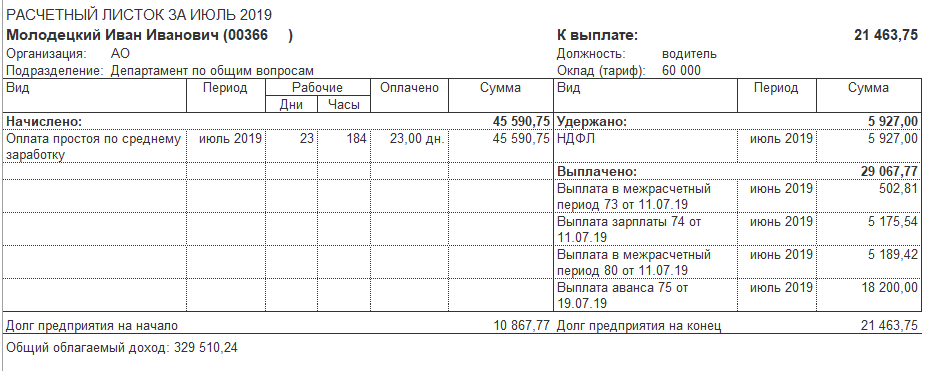 РАСЧЕТНЫЙ ЛИСТОК ЗА ИЮЛЬ 2019
Молодецкий Иван Иванович (00366 ) К выплате: 21 463,75
Организация: АО Должность: водитель
Подразделение: Департамент по общим вопросам Оклад (тариф): 60 000
Вид Период Рабочие Оплачено Сумма Вид Период Сумма
Дни Часы
Начислено: 45 590,75 Удержано: 5 927,00
Оплата простоя по среднему июль 2019 23 184 23,00 дн. 45 590,75 НДФЛ июль 2019 5 927,00
заработку
Выплачено: 29 067,77
Выплата в межрасчетный июнь 2019 502,81
период 73 от 11.07.19
Выплата зарплаты 74 от июнь 2019 5 175,54
11.07.19
Выплата в межрасчетный июнь 2019 5 189,42
период 80 от 11.07.19
Выплата аванса 75 от июль 2019 18 200,00
19.07.19
Долг предприятия на начало 10 867,77 Долг предприятия на конец 21 463,75
Общий облагаемый доход: 329 510,24